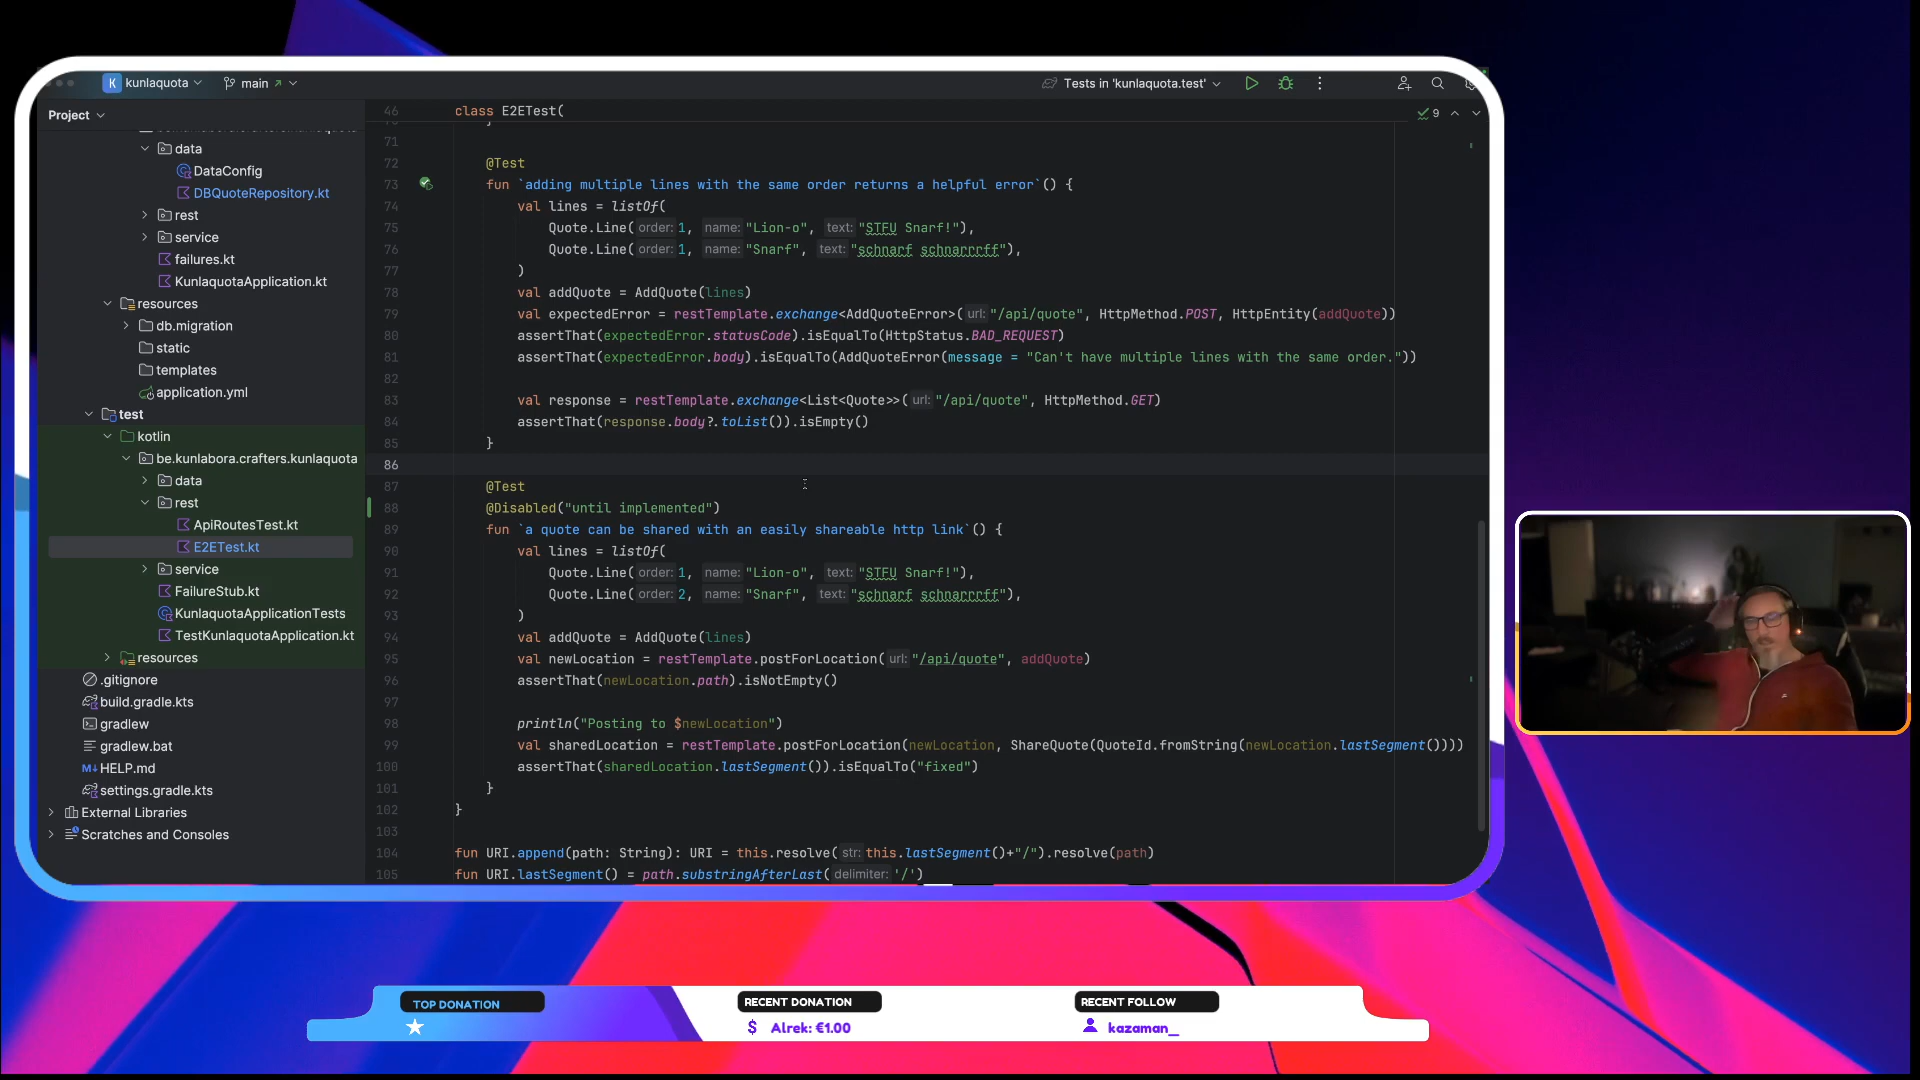 K kunlaquota
main
Tests in 'kunlaquota.test'
Project
data
DataConfig
DBQuoteRepository.kt
rest
service
failures.kt
KunlaquotaApplication.kt
resources
db.migration
static
templates
application.yml
test
kotlin
be.kunlabora.crafters.kunlaquota
data
rest
ApiRoutesTest.kt
E2ETest.kt
service
FailureStub.kt
KunlaquotaApplicationTests
TestKunlaquotaApplication.kt
resources
.gitignore
build.gradle.kts
gradlew
gradlew.bat
M↓ HELP.md
settings.gradle.kts
External Libraries
Scratches and Consoles
9
46 class E2ETest(
71
72 @Test
73 fun `adding multiple lines with the same order returns a helpful error`() {
74 val lines = listOf(
75 Quote.Line( order: 1, name: "Lion-o", text: "STFU Snarf!"),
76 Quote.Line( order: 1, name: "Snarf", text: "schnarf schnarrrff"),
77 )
78 val addQuote = AddQuote(lines)
79 val expectedError = restTemplate.exchange<AddQuoteError>( url: "/api/quote", HttpMethod.POST, HttpEntity(addQuote))
80 assertThat(expectedError.statusCode).isEqualTo(HttpStatus.BAD_REQUEST)
81 assertThat(expectedError.body).isEqualTo(AddQuoteError(message = "Can't have multiple lines with the same order."))
82
83 val response = restTemplate.exchange<List<Quote>>( url: "/api/quote", HttpMethod.GET)
84 assertThat(response.body?.toList()).isEmpty()
85 }
86
87 @Test
88 @Disabled("until implemented")
89 fun `a quote can be shared with an easily shareable http link`() {
90 val lines = listOf(
91 Quote.Line( order: 1, name: "Lion-o", text: "STFU Snarf!"),
92 Quote.Line( order: 2, name: "Snarf", text: "schnarf schnarrrff"),
93 )
94 val addQuote = AddQuote(lines)
95 val newLocation = restTemplate.postForLocation( url: "/api/quote", addQuote)
96 assertThat(newLocation.path).isNotEmpty()
97
98 println("Posting to $newLocation")
99 val sharedLocation = restTemplate.postForLocation(newLocation, ShareQuote(QuoteId.fromString(newLocation.lastSegment())))
100 assertThat(sharedLocation.lastSegment()).isEqualTo("fixed")
101 }
102 }
103
104 fun URI.append(path: String): URI = this.resolve( str: this.lastSegment()+"/").resolve(path)
105 fun URI.lastSegment() = path.substringAfterLast( delimiter: '/')
TOP DONATION
RECENT DONATION
$ Alrek: €1.00
RECENT FOLLOW
kazaman_